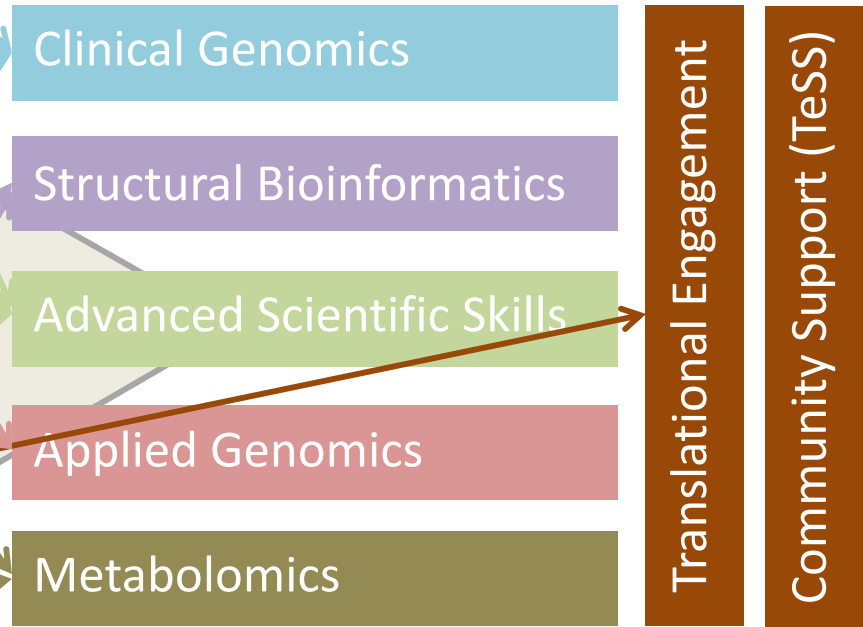 Clinical Genomics
Structural Bioinformatics
Advanced Scientific Skills
Applied Genomics
Metabolomics
Translational Engagement
Community Support (TeSS)